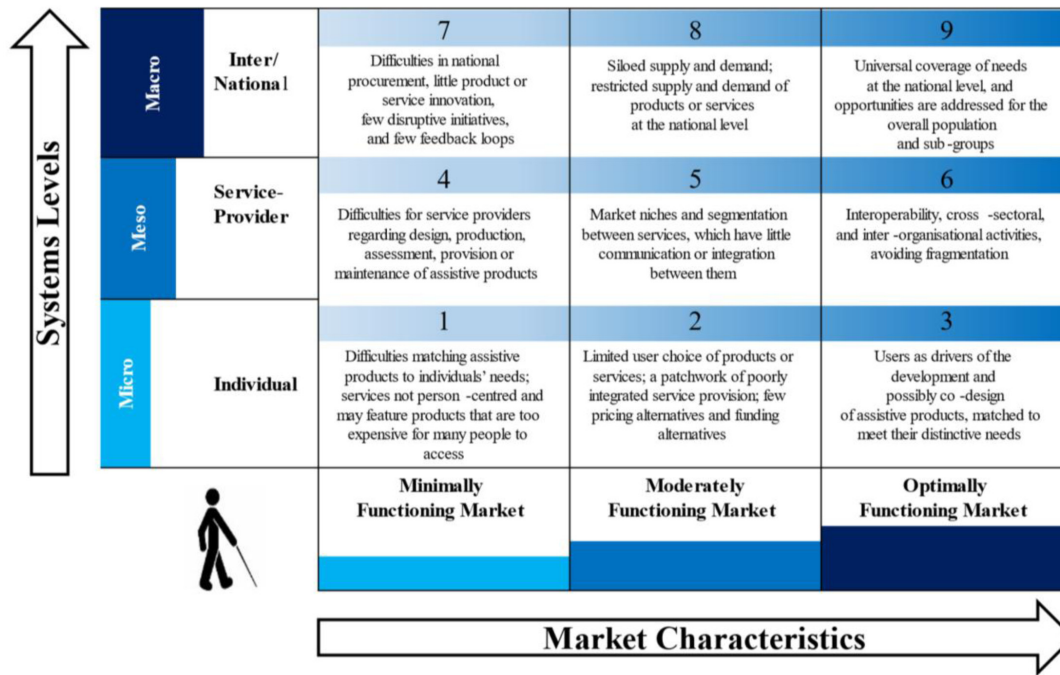 Systems Levels
Macro
Inter/
National
7
Difficulties in national
procurement, little product or
service innovation,
few disruptive initiatives,
and few feedback loops
8
Siloed supply and demand;
restricted supply and demand of
products or services
at the national level
9
Universal coverage of needs
at the national level, and
opportunities are addressed for the
overall population
and sub-groups
Meso
Service-
Provider
4
Difficulties for service providers
regarding design, production,
assessment, provision or
maintenance of assistive products
5
Market niches and segmentation
between services, which have little
communication or integration
between them
6
Interoperability, cross -sectoral,
and inter -organisational activities,
avoiding fragmentation
Micro
Individual
1
Difficulties matching assistive
products to individuals' needs;
services not person -centred and
may feature products that are too
expensive for many people to
access
2
Limited user choice of products or
services; a patchwork of poorly
integrated service provision; few
pricing alternatives and funding
alternatives
3
Users as drivers of the
development and
possibly co -design
of assistive products, matched to
meet their distinctive needs
Minimally
Functioning Market
Moderately
Functioning Market
Optimally
Functioning Market
Market Characteristics